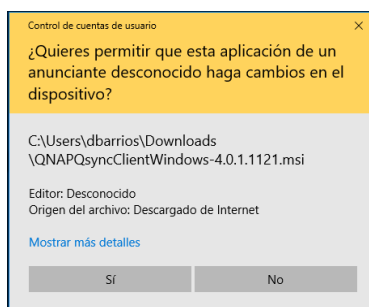 Control de cuentas de usuario
¿Quieres permitir que esta aplicación de un
anunciante desconocido haga cambios en el
dispositivo?
C:\Users\dbarrios\Downloads
\QNAPQsyncClientWindows-4.0.1.1121.msi
Editor: Desconocido
Origen del archivo: Descargado de Internet
Mostrar más detalles
Sí
No